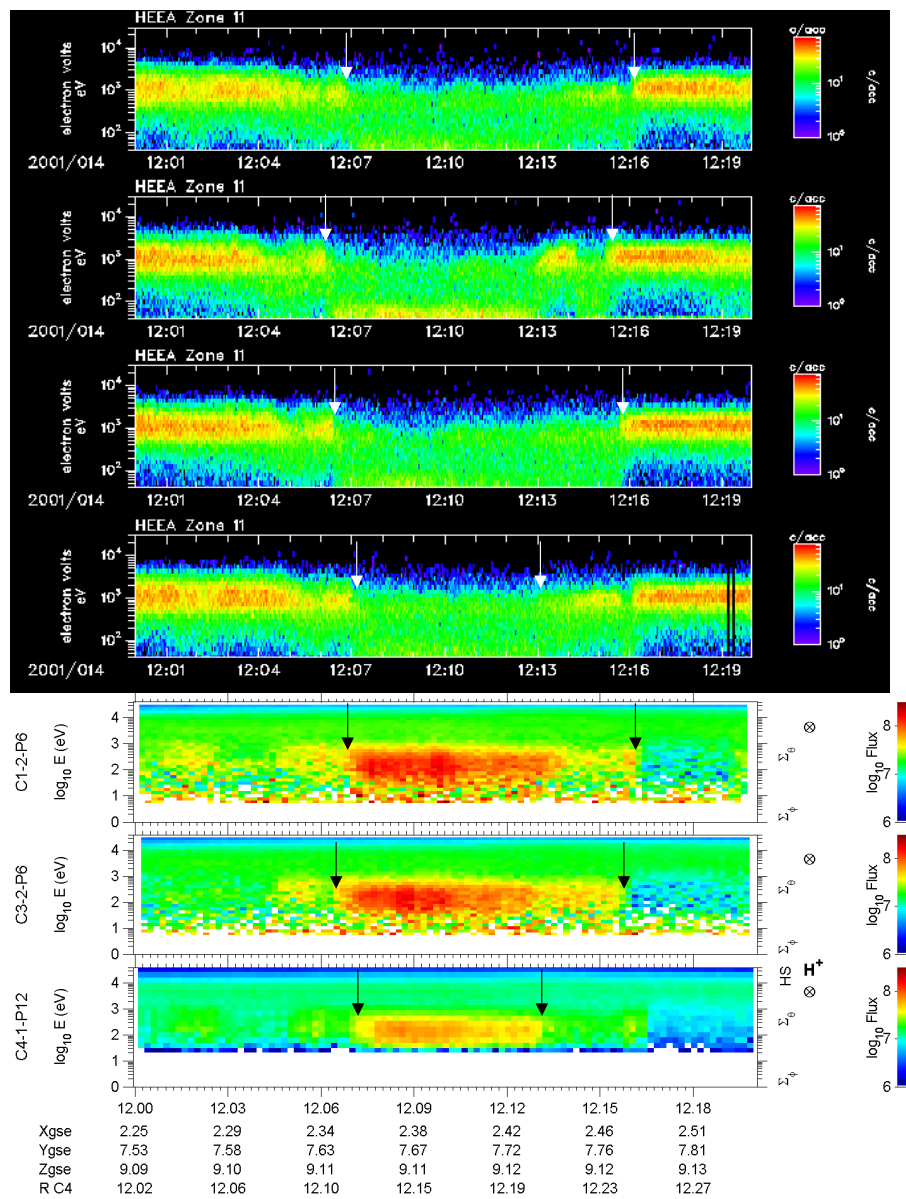 HEEA Zone 11
electron volts
eV
10⁴
10³
10²
2001/014 12:01 12:04 12:07 12:10 12:13 12:16 12:19
c/acc
10¹
10⁰
c/acc
HEEA Zone 11
electron volts
eV
10⁴
10³
10²
2001/014 12:01 12:04 12:07 12:10 12:13 12:16 12:19
c/acc
10¹
10⁰
c/acc
HEEA Zone 11
electron volts
eV
10⁴
10³
10²
2001/014 12:01 12:04 12:07 12:10 12:13 12:16 12:19
c/acc
10¹
10⁰
c/acc
HEEA Zone 11
electron volts
eV
10⁴
10³
10²
2001/014 12:01 12:04 12:07 12:10 12:13 12:16 12:19
c/acc
10¹
10⁰
c/acc
C1-2-P6
log₁₀ E (eV)
4
3
2
1
0
Σθ
Σφ
log₁₀ Flux
8
7
6
C3-2-P6
log₁₀ E (eV)
4
3
2
1
0
Σθ
Σφ
log₁₀ Flux
8
7
6
C4-1-P12
log₁₀ E (eV)
4
3
2
1
0
HS
H⁺
Σθ
Σφ
log₁₀ Flux
8
7
6
12.00 12.03 12.06 12.09 12.12 12.15 12.18
Xgse 2.25 2.29 2.34 2.38 2.42 2.46 2.51
Ygse 7.53 7.58 7.63 7.67 7.72 7.76 7.81
Zgse 9.09 9.10 9.11 9.11 9.12 9.12 9.13
R C4 12.02 12.06 12.10 12.15 12.19 12.23 12.27